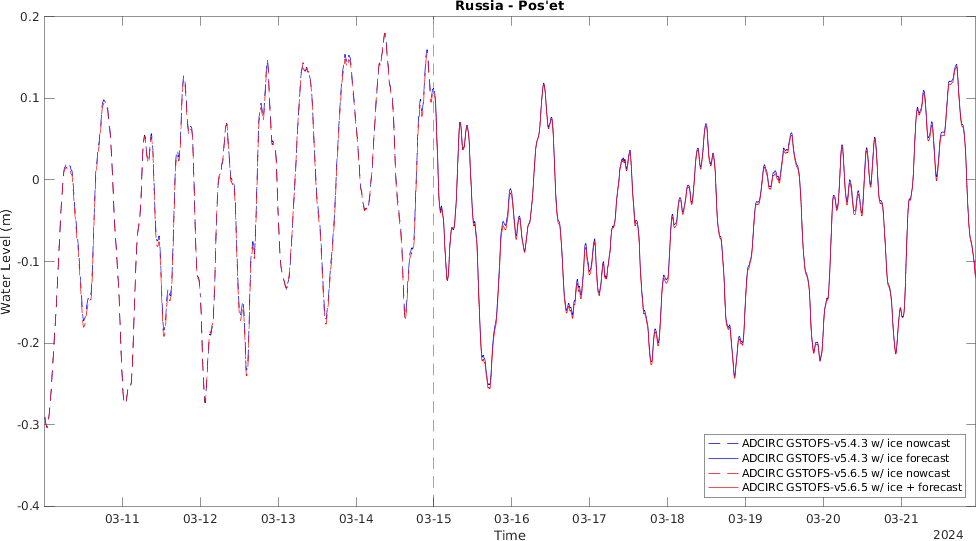 Russia - Pos'et
Water Level (m)
0.2
0.1
0
-0.1
-0.2
-0.3
-0.4
03-11
03-12
03-13
03-14
03-15
03-16
03-17
03-18
03-19
03-20
03-21
Time
2024
ADCIRC GSTOFS-v5.4.3 w/ ice nowcast
ADCIRC GSTOFS-v5.4.3 w/ ice forecast
ADCIRC GSTOFS-v5.6.5 w/ ice nowcast
ADCIRC GSTOFS-v5.6.5 w/ ice + forecast